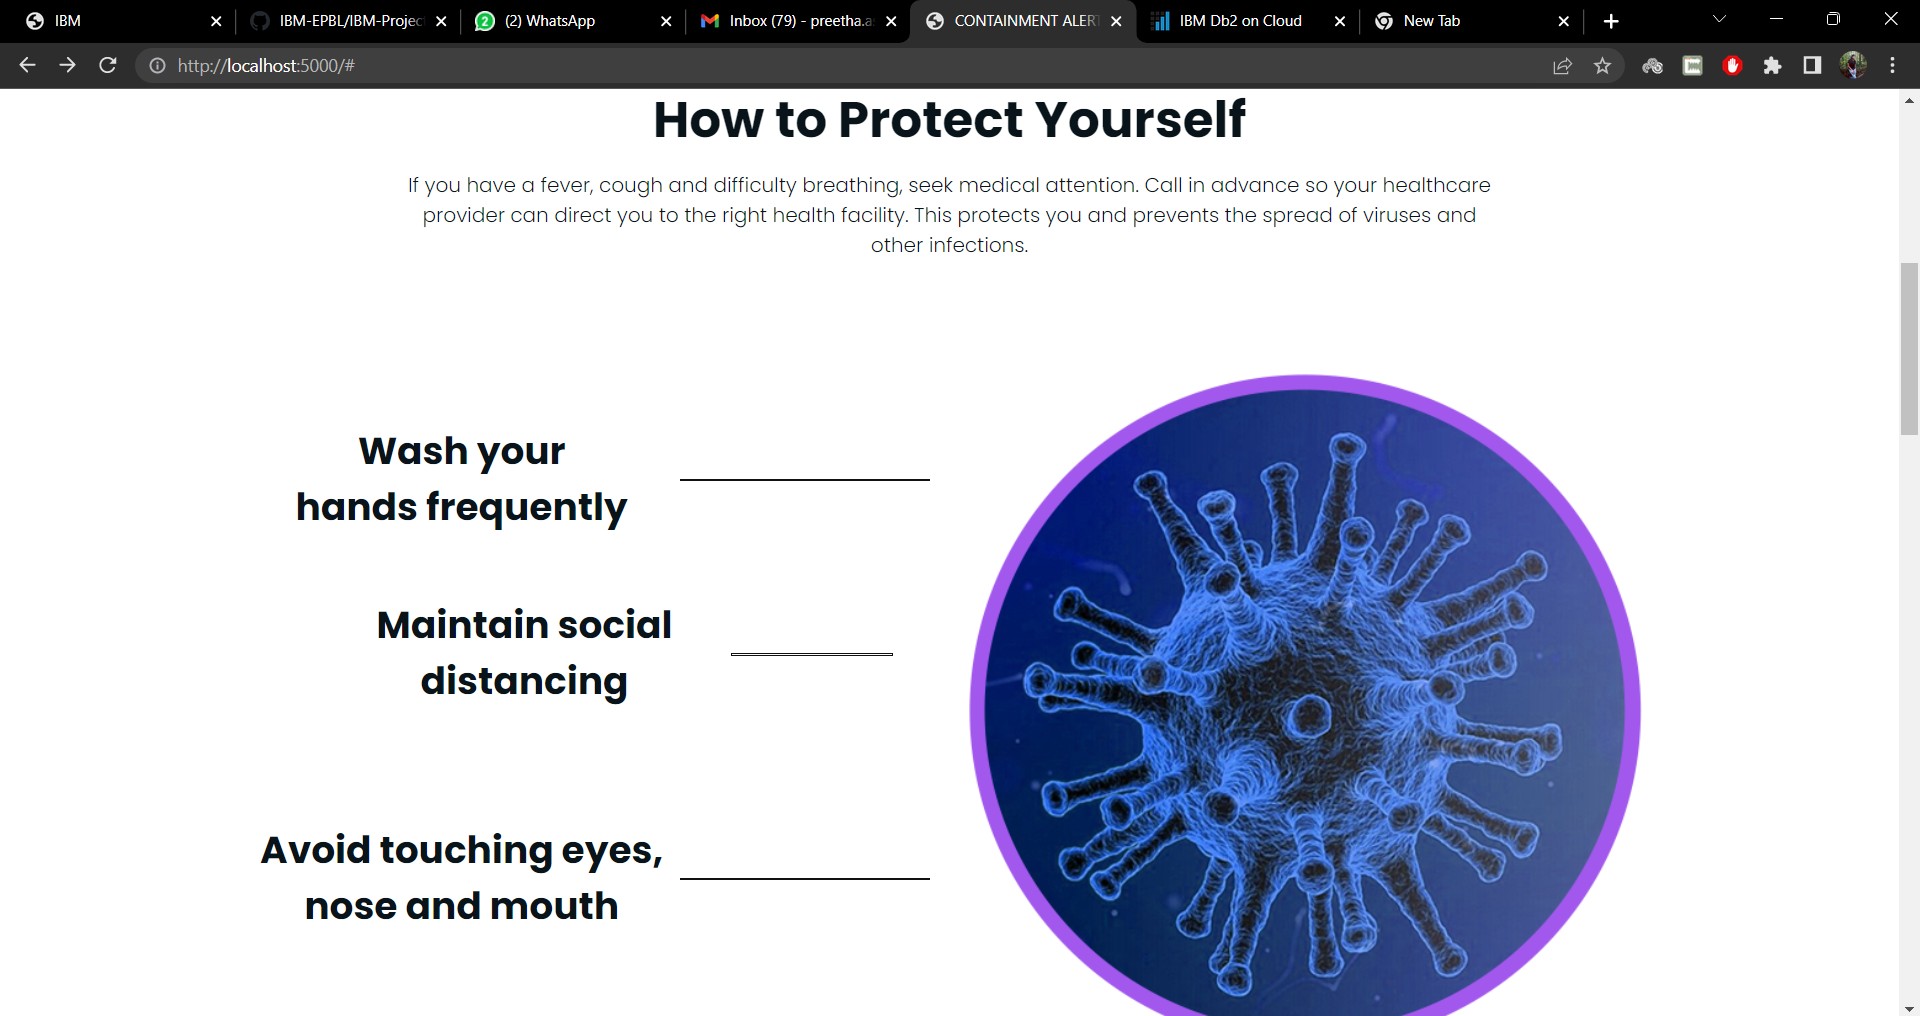 IBM
IBM-EPBL/IBM-Projec
(2) WhatsApp
Inbox (79) - preetha.a
CONTAINMENT ALER
IBM Db2 on Cloud
New Tab
http://localhost:5000/#
How to Protect Yourself
If you have a fever, cough and difficulty breathing, seek medical attention. Call in advance so your healthcare
provider can direct you to the right health facility. This protects you and prevents the spread of viruses and
other infections.
Wash your
hands frequently
Maintain social
distancing
Avoid touching eyes,
nose and mouth